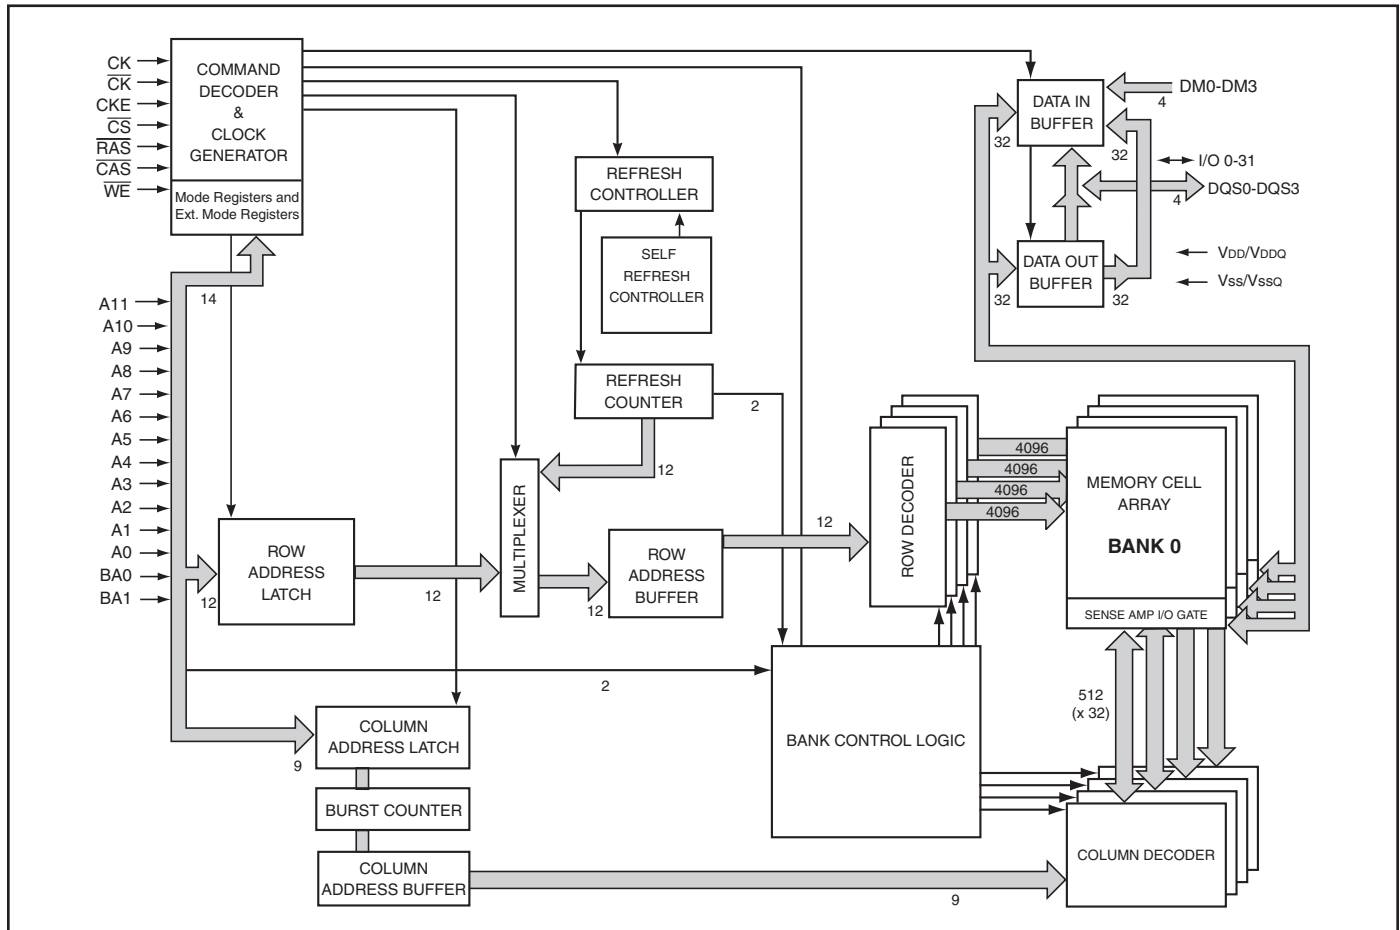 CK
CK
CKE
CS
RAS
CAS
WE
COMMAND
DECODER
&
CLOCK
GENERATOR
Mode Registers and
Ext. Mode Registers
14
A11
A10
A9
A8
A7
A6
A5
A4
A3
A2
A1
A0
BA0
BA1
12
ROW
ADDRESS
LATCH
12
MULTIPLEXER
12
ROW
ADDRESS
BUFFER
12
REFRESH
CONTROLLER
SELF
REFRESH
CONTROLLER
REFRESH
COUNTER
2
12
DATA IN
BUFFER
DM0-DM3
4
32
32
I/O 0-31
DQS0-DQS3
4
DATA OUT
BUFFER
32
32
VDD/VDDQ
Vss/VssQ
ROW DECODER
4096
4096
4096
4096
MEMORY CELL
ARRAY
BANK 0
SENSE AMP I/O GATE
2
BANK CONTROL LOGIC
512
(x 32)
9
COLUMN
ADDRESS LATCH
BURST COUNTER
COLUMN
ADDRESS BUFFER
9
COLUMN DECODER